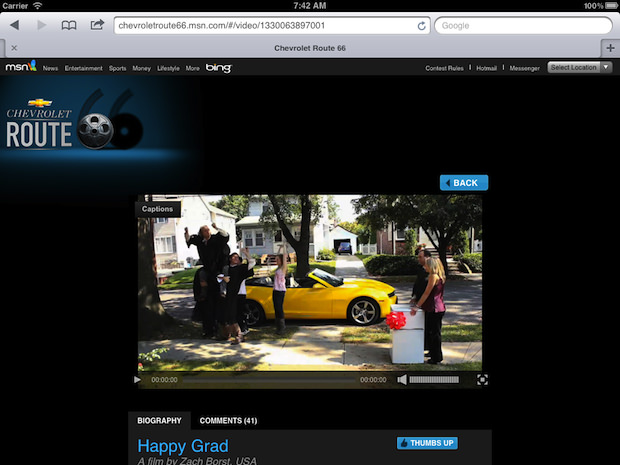 Carrier 7:42 AM 100%
chevroletroute66.msn.com/#/video/1330063897001 Google
Chevrolet Route 66
msn News Entertainment Sports Money Lifestyle More bing Contest Rules | Hotmail | Messenger Select Location
CHEVROLET
ROUTE 66
BACK
Captions
00:00:00 00:00:00
BIOGRAPHY COMMENTS (41)
Happy Grad THUMBS UP
A film by Zach Borst, USA